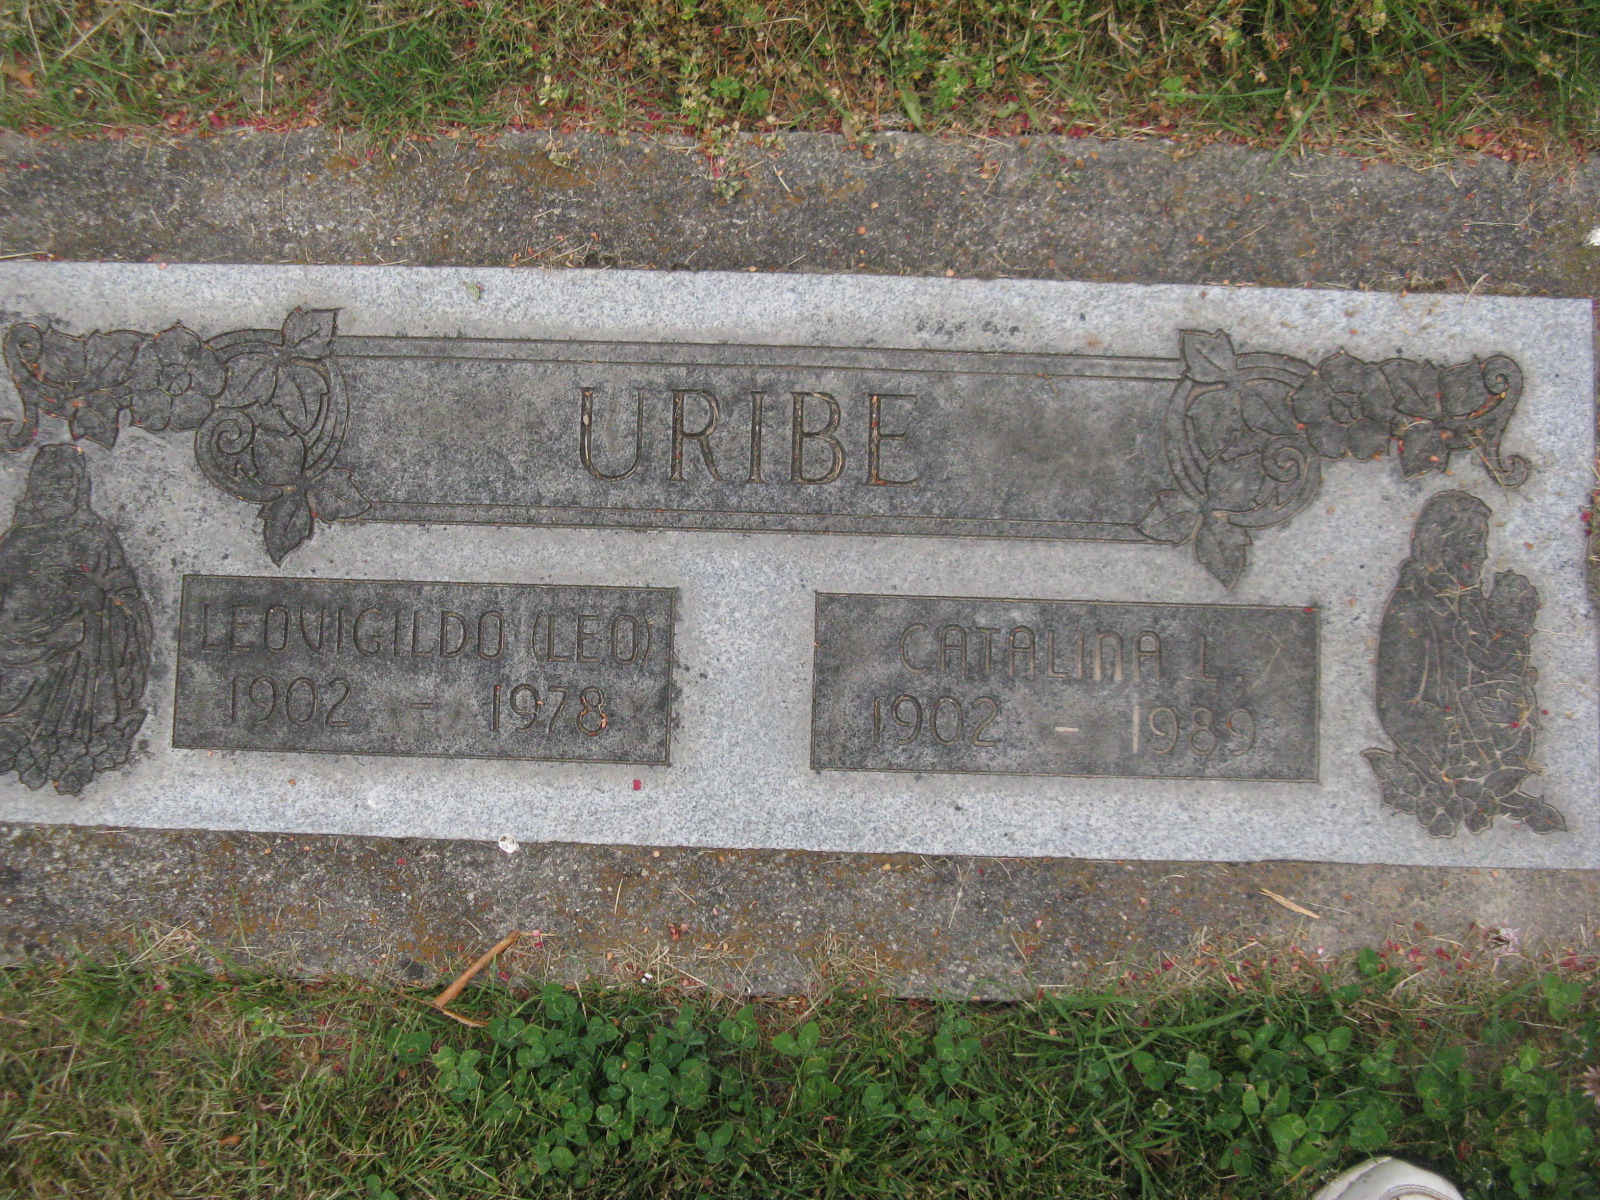 URIBE
LEOVIGILDO (LEO)
1902 - 1978
CATALINA L.
1902 - 1989